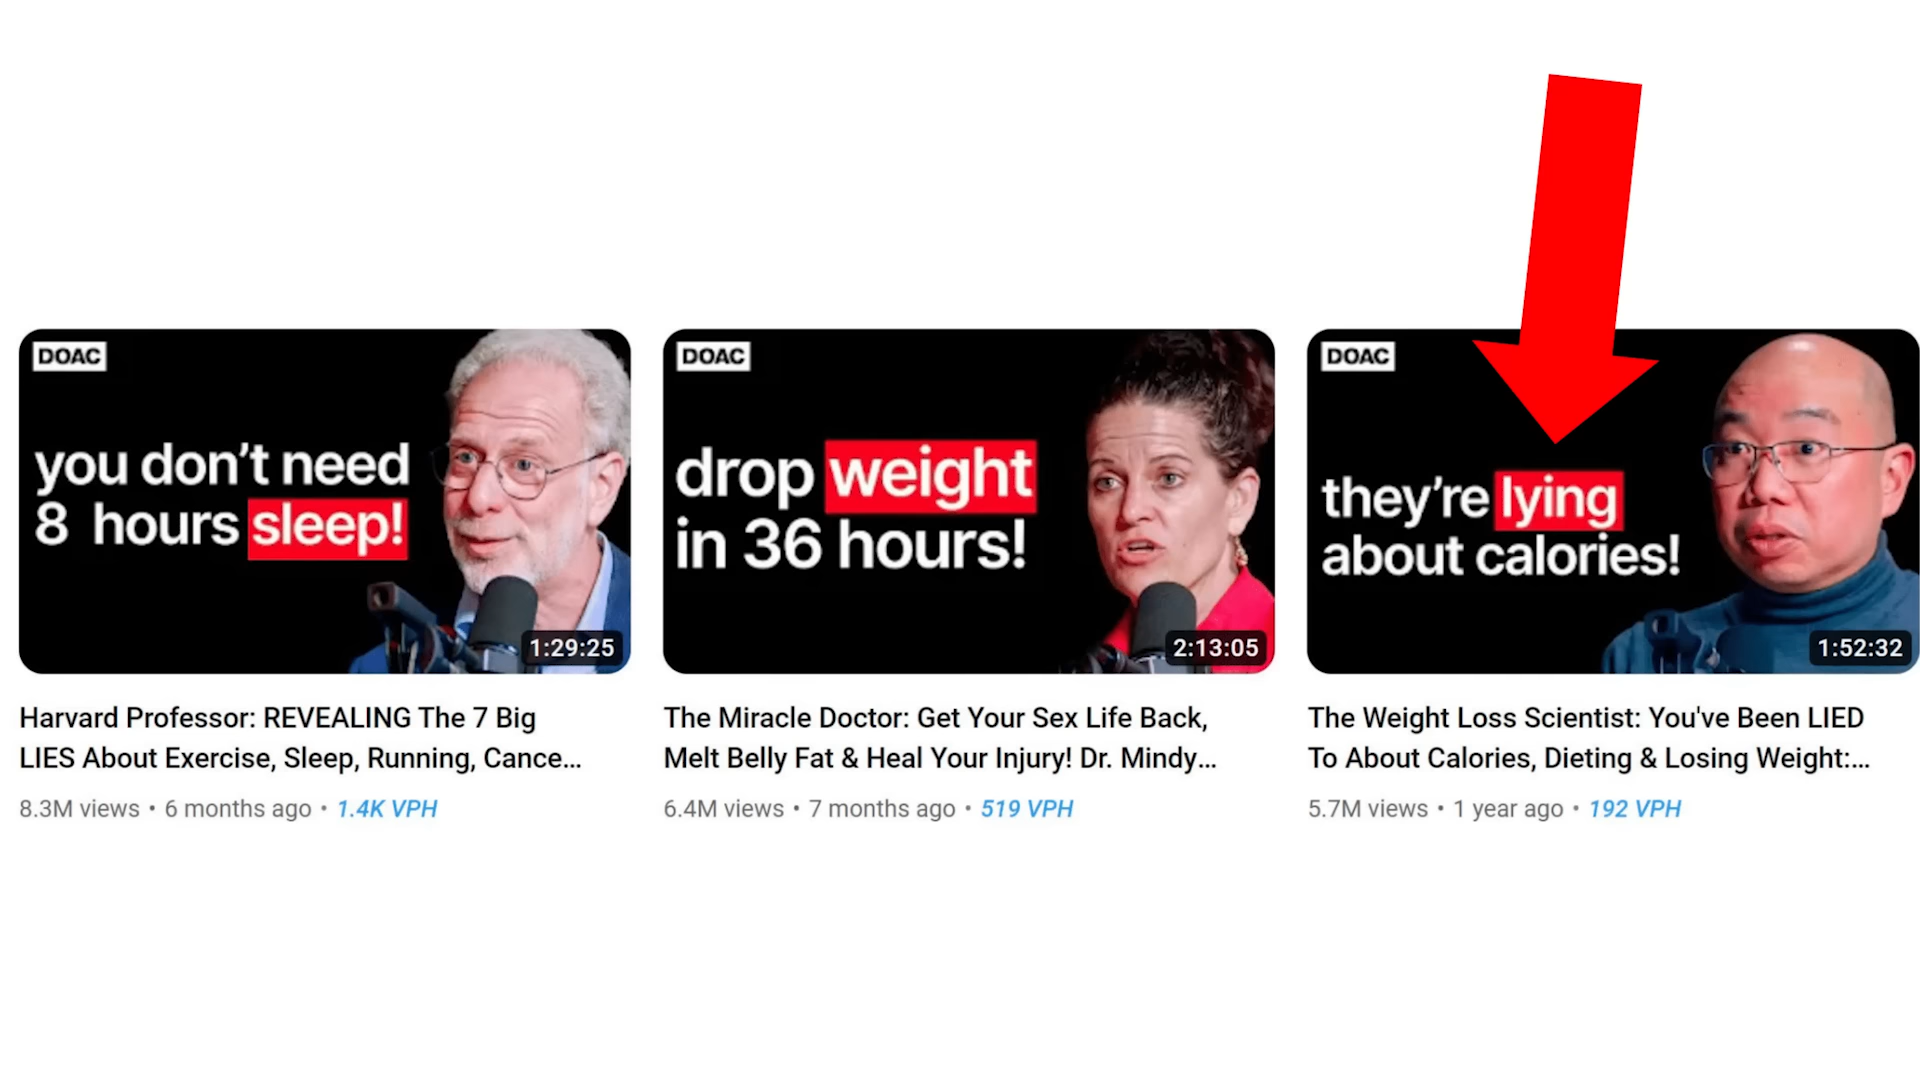 DOAC
you don't need
8 hours sleep!
1:29:25
Harvard Professor: REVEALING The 7 Big
LIES About Exercise, Sleep, Running, Cance...
8.3M views • 6 months ago • 1.4K VPH
DOAC
drop weight
in 36 hours!
2:13:05
The Miracle Doctor: Get Your Sex Life Back,
Melt Belly Fat & Heal Your Injury! Dr. Mindy...
6.4M views • 7 months ago • 519 VPH
DOAC
they're lying
about calories!
1:52:32
The Weight Loss Scientist: You've Been LIED
To About Calories, Dieting & Losing Weight:...
5.7M views • 1 year ago • 192 VPH